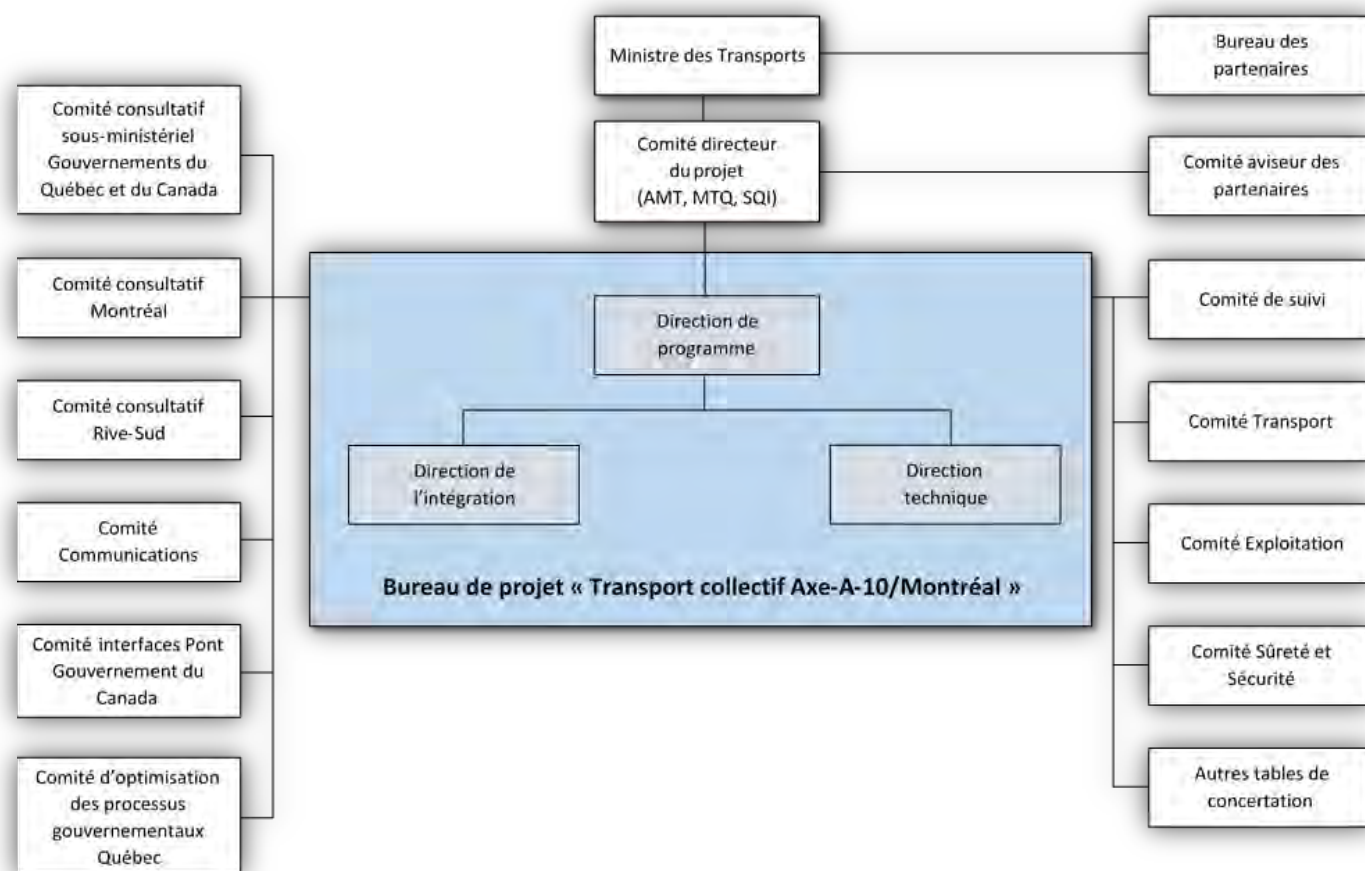 Ministre des Transports
Bureau des
partenaires
Comité directeur
du projet
(AMT, MTQ, SQI)
Comité aviseur des
partenaires
Comité consultatif
sous-ministériel
Gouvernements du
Québec et du Canada
Comité consultatif
Montréal
Comité consultatif
Rive-Sud
Comité
Communications
Comité interfaces Pont
Gouvernement du
Canada
Comité d'optimisation
des processus
gouvernementaux
Québec
Direction de
programme
Direction de
l'intégration
Direction
technique
Bureau de projet « Transport collectif Axe-A-10/Montréal »
Comité de suivi
Comité Transport
Comité Exploitation
Comité Sûreté et
Sécurité
Autres tables de
concertation